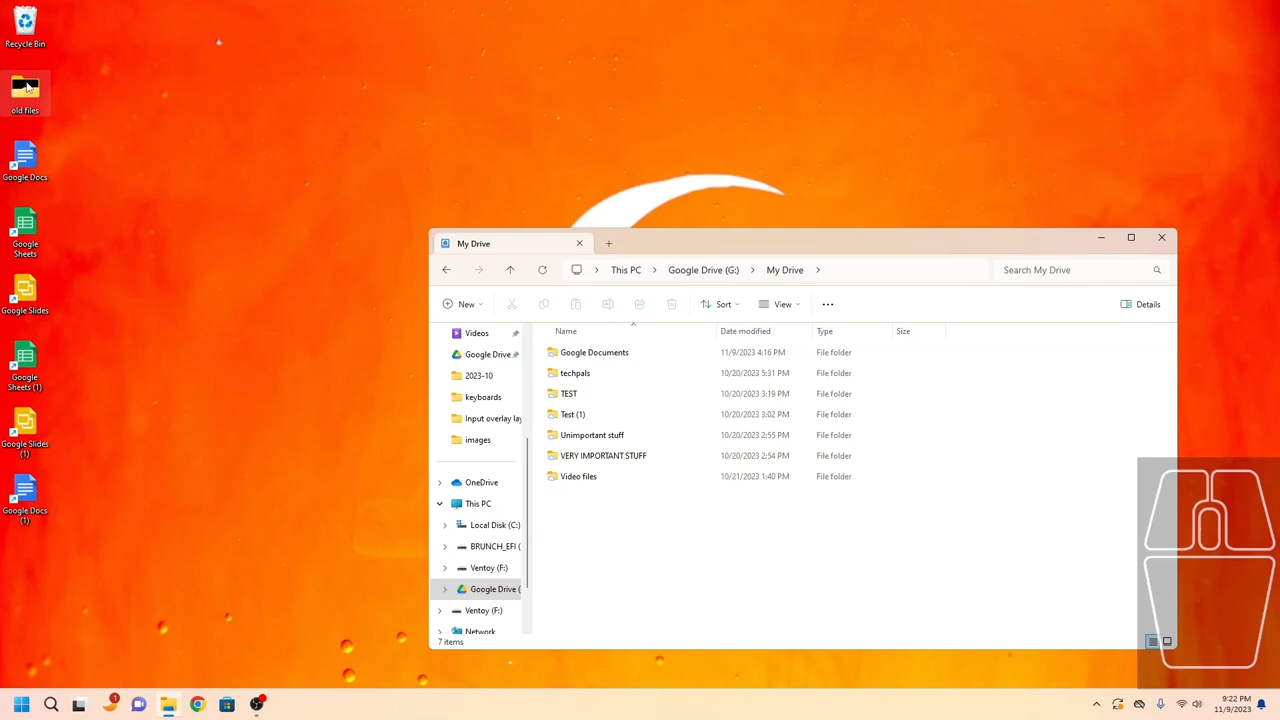 Recycle Bin
old files
Google Docs
Google
Sheets
Google Slides
Google
Sheets (1)
Google Slides
(1)
Google Docs
(1)
My Drive
This PC
Google Drive (G:)
My Drive
Search My Drive
New
Sort
View
Details
Name
Date modified
Type
Size
Videos
Google Drive
2023-10
keyboards
Input overlay lay
images
OneDrive
This PC
Local Disk (C:)
BRUNCH_EFI (
Ventoy (F:)
Google Drive (
Ventoy (F:)
Network
Google Documents 11/9/2023 4:16 PM File folder
techpals 10/20/2023 5:31 PM File folder
TEST 10/20/2023 3:19 PM File folder
Test (1) 10/20/2023 3:02 PM File folder
Unimportant stuff 10/20/2023 2:55 PM File folder
VERY IMPORTANT STUFF 10/20/2023 2:54 PM File folder
Video files 10/21/2023 1:40 PM File folder
7 items
1
9:22 PM
11/9/2023